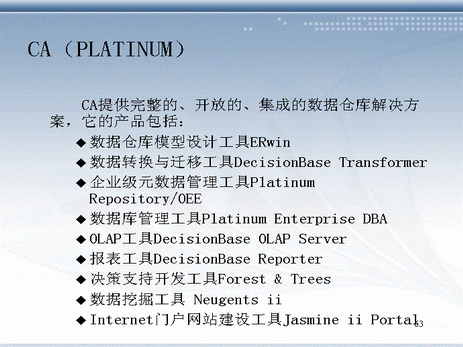 CA（PLATINUM）
CA提供完整的、开放的、集成的数据仓库解决方
案，它的产品包括：
◆数据仓库模型设计工具ERwin
◆数据转换与迁移工具DecisionBase Transformer
◆企业级元数据管理工具Platinum
Repository/OEE
◆数据库管理工具Platinum Enterprise DBA
◆OLAP工具DecisionBase OLAP Server
◆报表工具DecisionBase Reporter
◆决策支持开发工具Forest & Trees
◆数据挖掘工具 Neugents ii
◆Internet门户网站建设工具Jasmine ii Portal